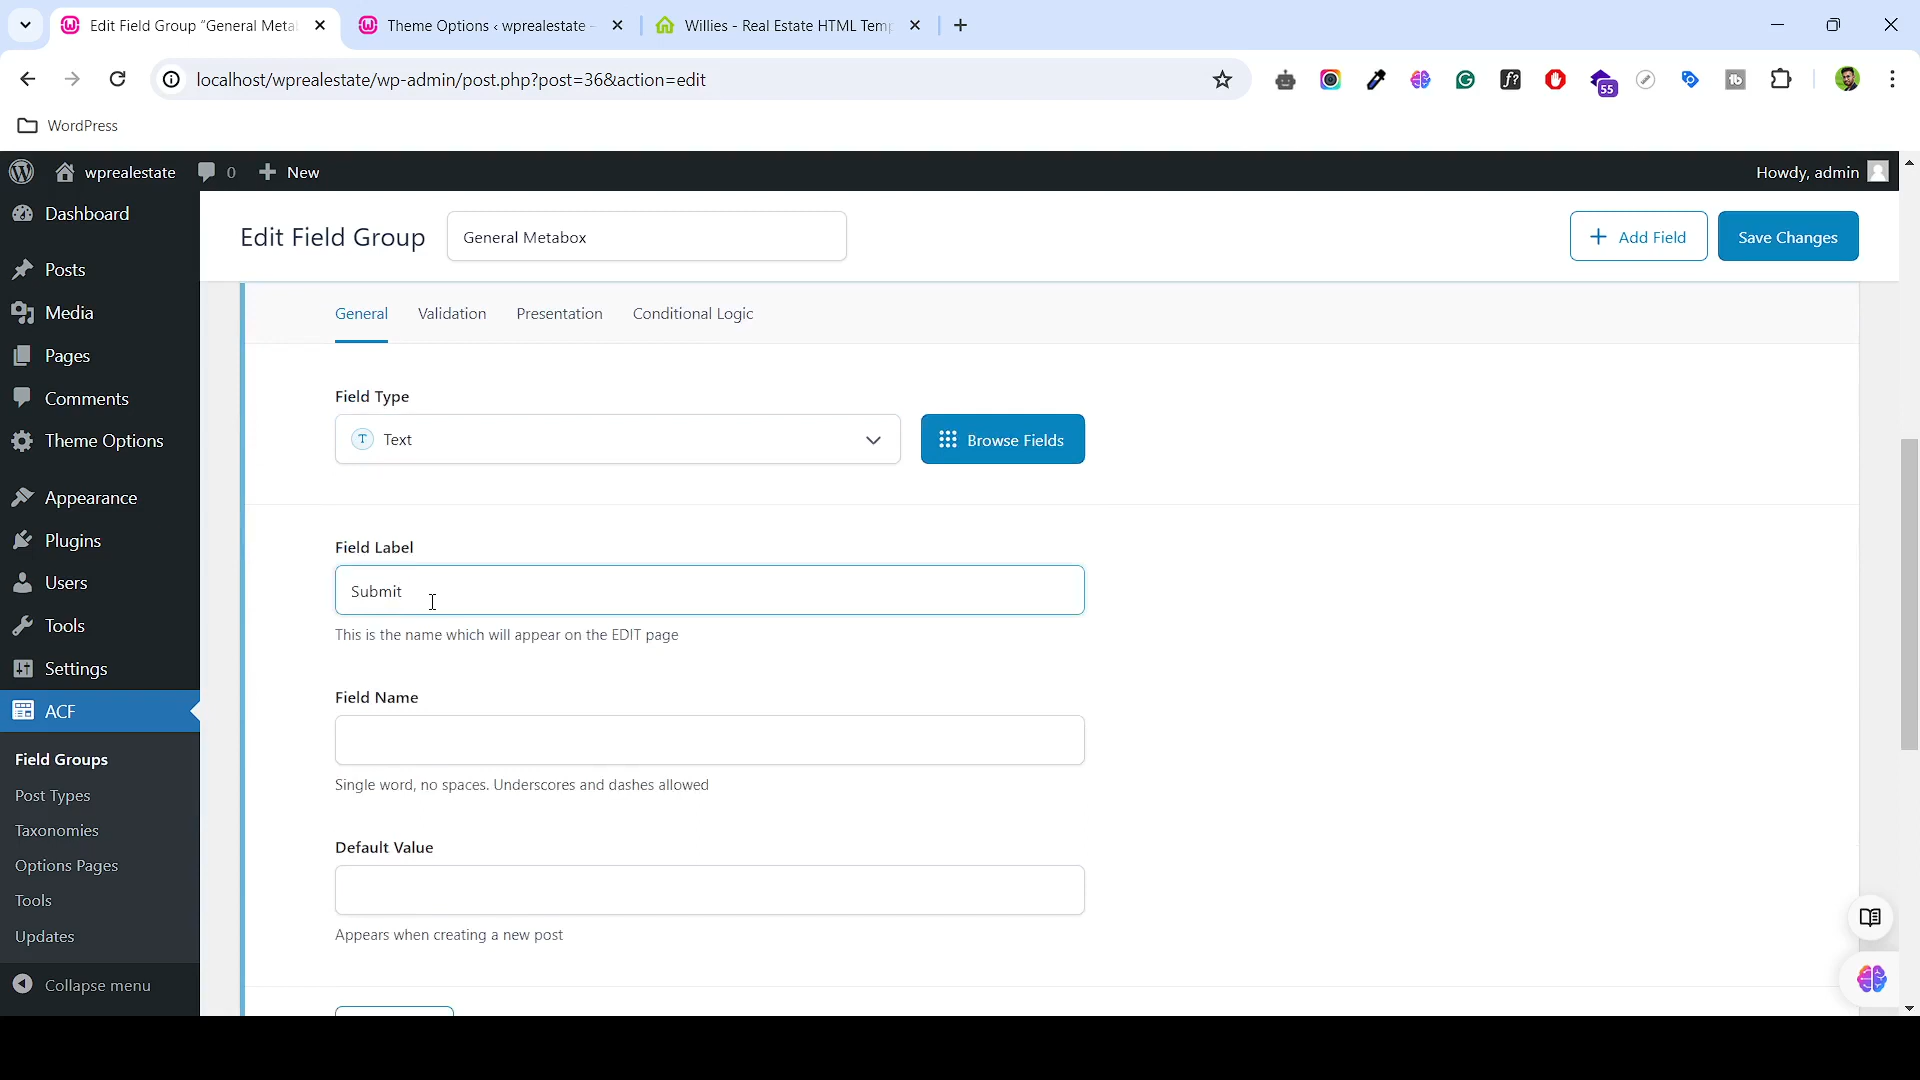 Edit Field Group “General Meta
Theme Options ‹ wprealestate -
Willies - Real Estate HTML Temp
localhost/wprealestate/wp-admin/post.php?post=36&action=edit
55
WordPress
wprealestate
0
New
Howdy, admin
Dashboard
Posts
Media
Pages
Comments
Theme Options
Appearance
Plugins
Users
Tools
Settings
ACF
Field Groups
Post Types
Taxonomies
Options Pages
Tools
Updates
Collapse menu
Edit Field Group
General Metabox
Add Field
Save Changes
General
Validation
Presentation
Conditional Logic
Field Type
T
Text
Browse Fields
Field Label
Submit
This is the name which will appear on the EDIT page
Field Name
Single word, no spaces. Underscores and dashes allowed
Default Value
Appears when creating a new post